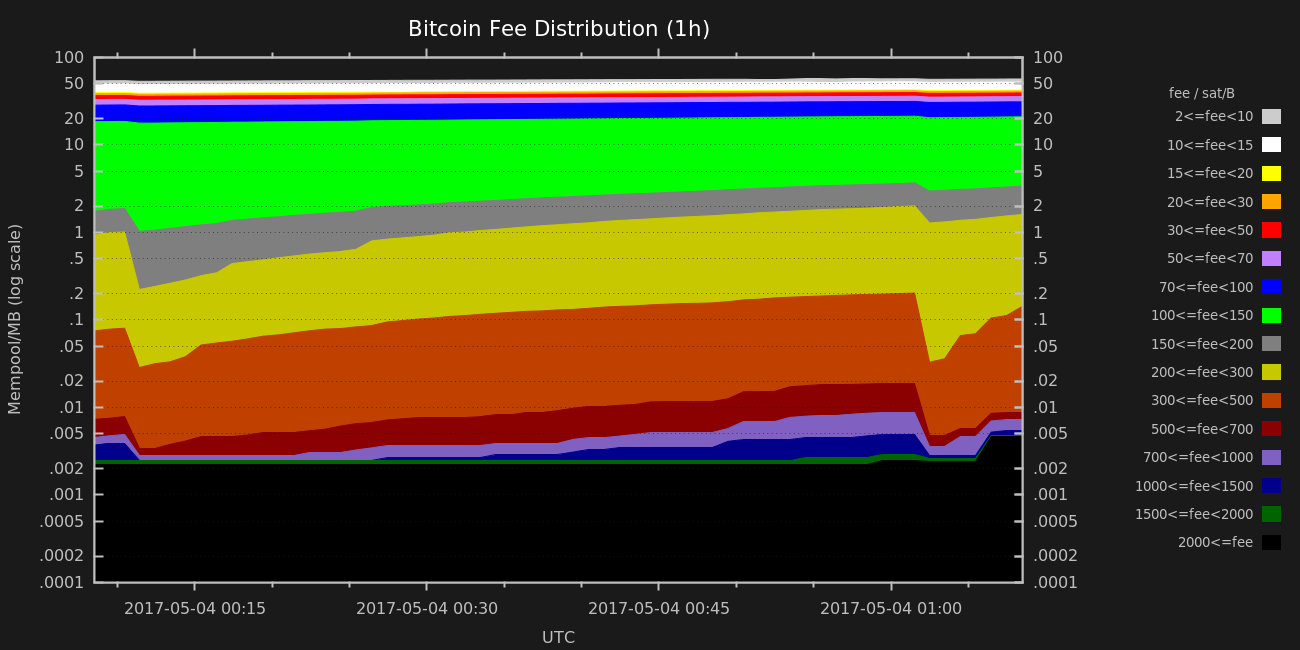 Bitcoin Fee Distribution (1h)
Mempool/MB (log scale)
100
50
20
10
5
2
1
.5
.2
.1
.05
.02
.01
.005
.002
.001
.0005
.0002
.0001
100
50
20
10
5
2
1
.5
.2
.1
.05
.02
.01
.005
.002
.001
.0005
.0002
.0001
2017-05-04 00:15 2017-05-04 00:30 2017-05-04 00:45 2017-05-04 01:00
UTC
fee / sat/B
2<=fee<10
10<=fee<15
15<=fee<20
20<=fee<30
30<=fee<50
50<=fee<70
70<=fee<100
100<=fee<150
150<=fee<200
200<=fee<300
300<=fee<500
500<=fee<700
700<=fee<1000
1000<=fee<1500
1500<=fee<2000
2000<=fee